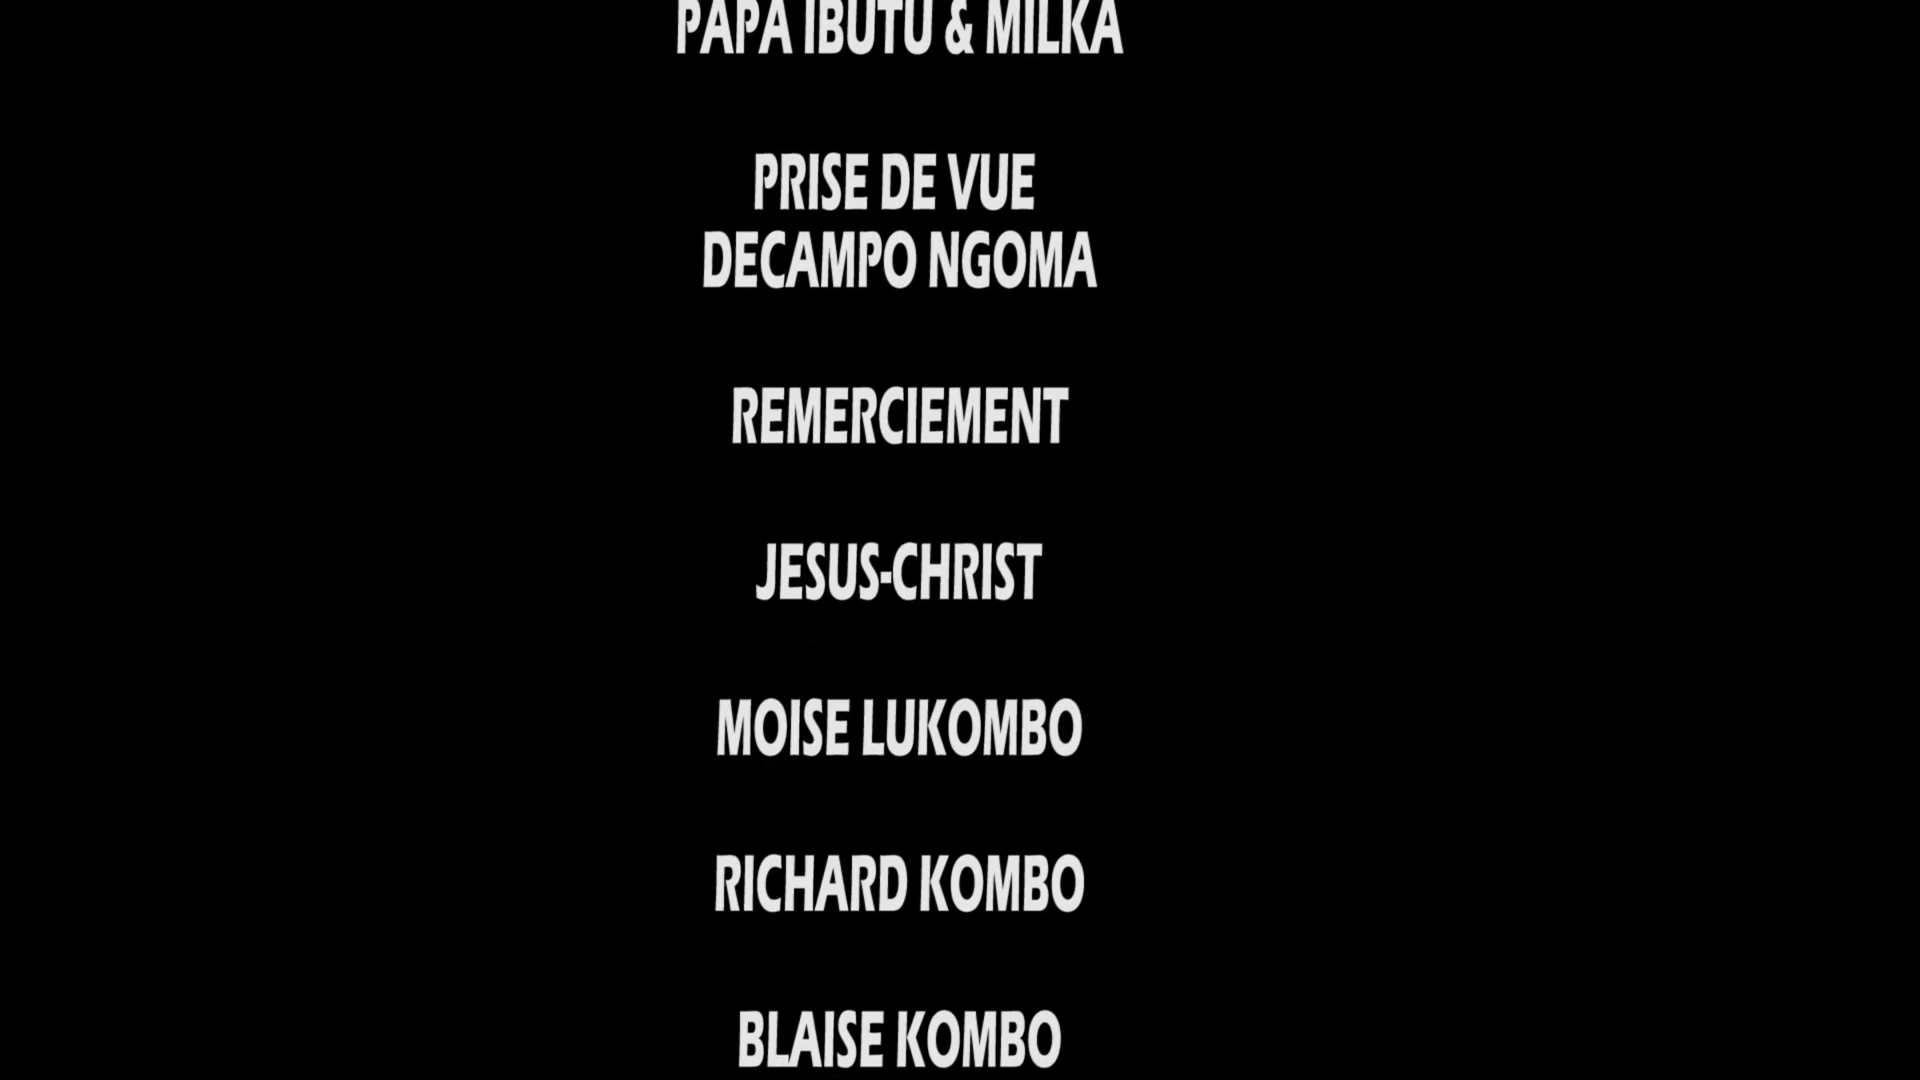 PAPA IBUTU & MILKA
PRISE DE VUE
DECAMPO NGOMA
REMERCIEMENT
JESUS-CHRIST
MOISE LUKOMBO
RICHARD KOMBO
BLAISE KOMBO